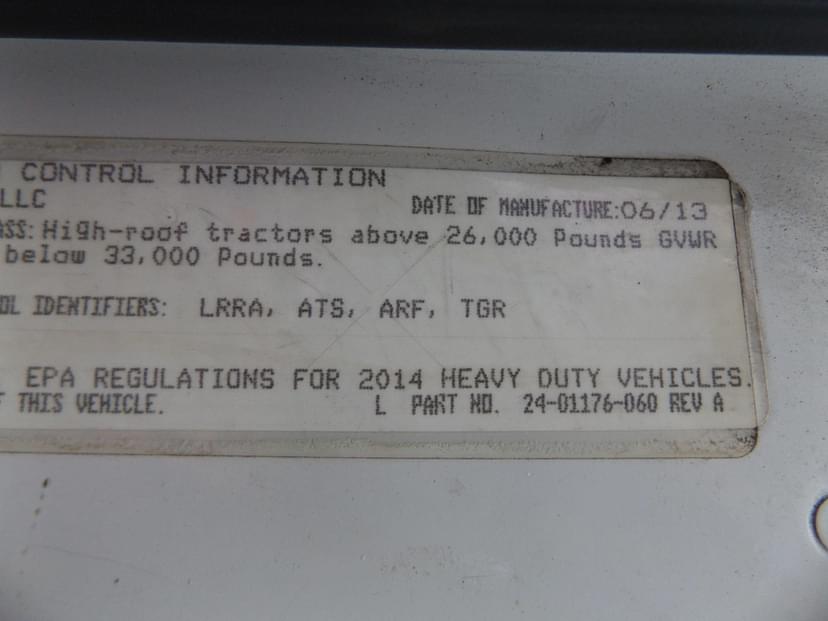 CONTROL INFORMATION
LLC
DATE OF MANUFACTURE:06/13
ASS: High-roof tractors above 26,000 Pounds GVWR
below 33,000 Pounds.
OL IDENTIFIERS: LRRA, ATS, ARF, TGR
EPA REGULATIONS FOR 2014 HEAVY DUTY VEHICLES.
F THIS VEHICLE. L PART NO. 24-01176-060 REV A